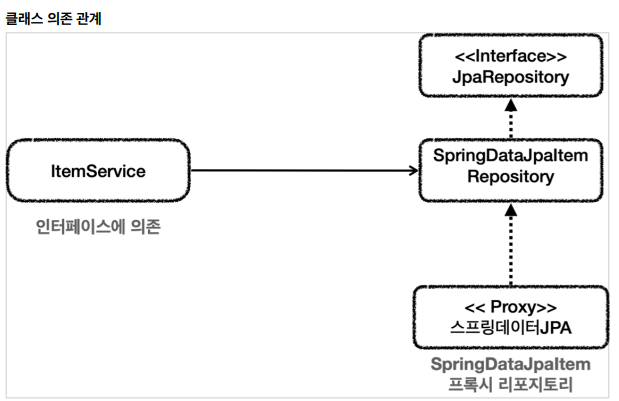 클래스 의존 관계
<<Interface>>
JpaRepository
ItemService
SpringDataJpaItem
Repository
인터페이스에 의존
<< Proxy>>
스프링데이터JPA
SpringDataJpaItem
프록시 리포지토리